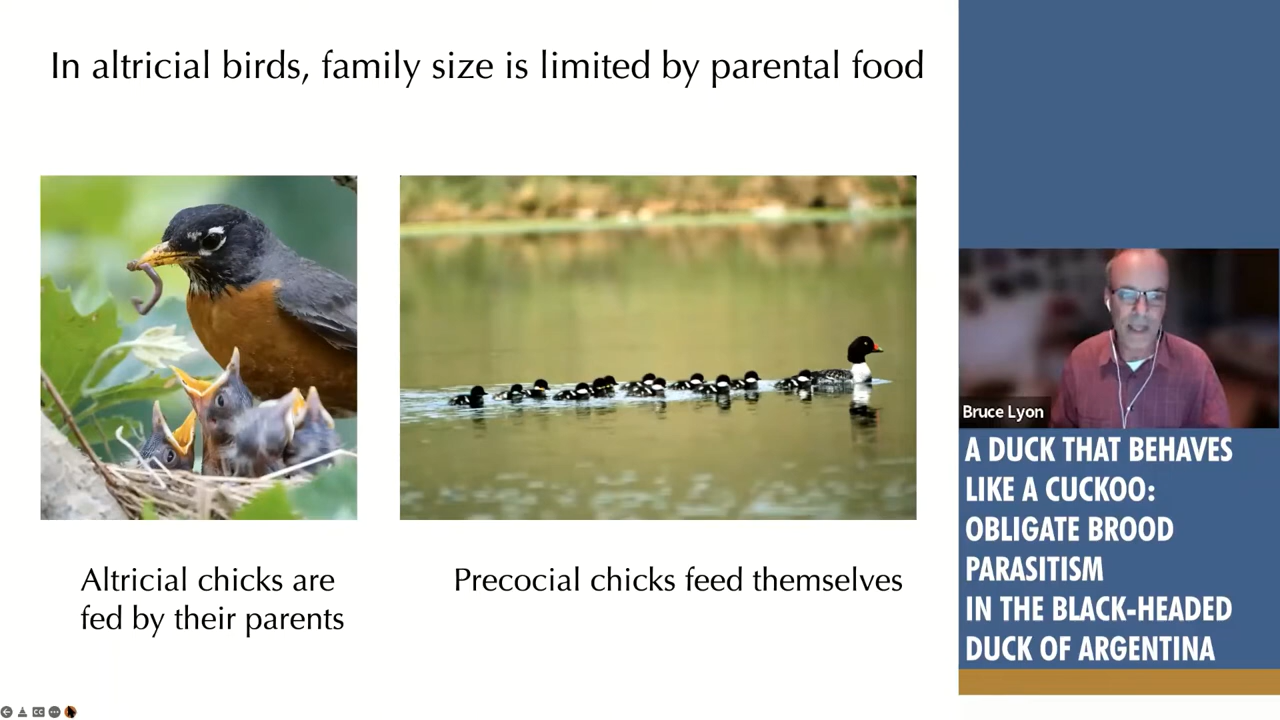 In altricial birds, family size is limited by parental food
Altricial chicks are
fed by their parents
Precocial chicks feed themselves
Bruce Lyon
A DUCK THAT BEHAVES
LIKE A CUCKOO:
OBLIGATE BROOD
PARASITISM
IN THE BLACK-HEADED
DUCK OF ARGENTINA
CC